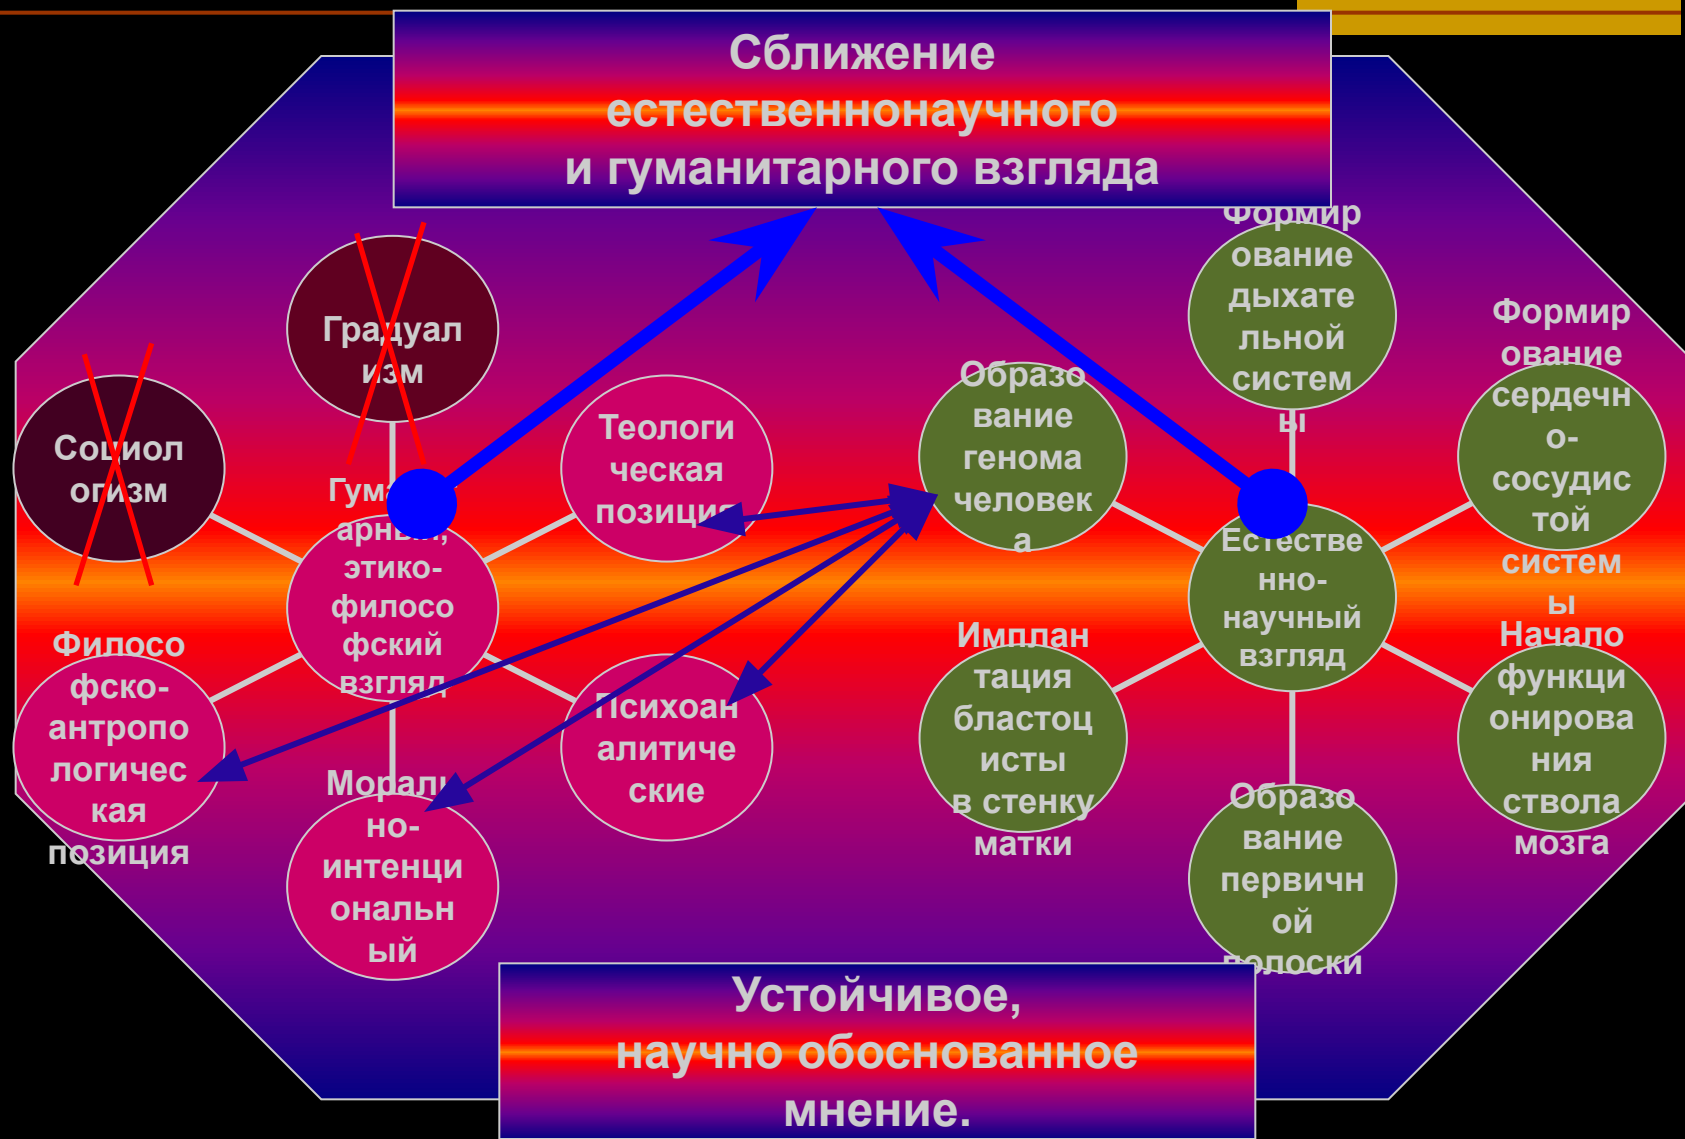 Сближение
естественнонаучного
и гуманитарного взгляда
Градуал
изм
Социол
огизм
Теологи
ческая
позиция
арный,
этико-
филосо
фский
взгляд
Филосо
фско-
антропо
логичес
кая
позиция
Мораль
но-
интенци
ональн
ый
Психоан
алитиче
ские
Формир
ование
дыхате
льной
систем
ы
Образо
вание
генома
человек
а
Формир
ование
сердечн
о-
сосудис
той
систем
ы
Естестве
нно-
научный
взгляд
Имплан
тация
бластоц
исты
в стенку
матки
Начало
функци
онирова
ния
ствола
мозга
Образо
вание
первичн
ой
полоски
Устойчивое,
научно обоснованное
мнение.